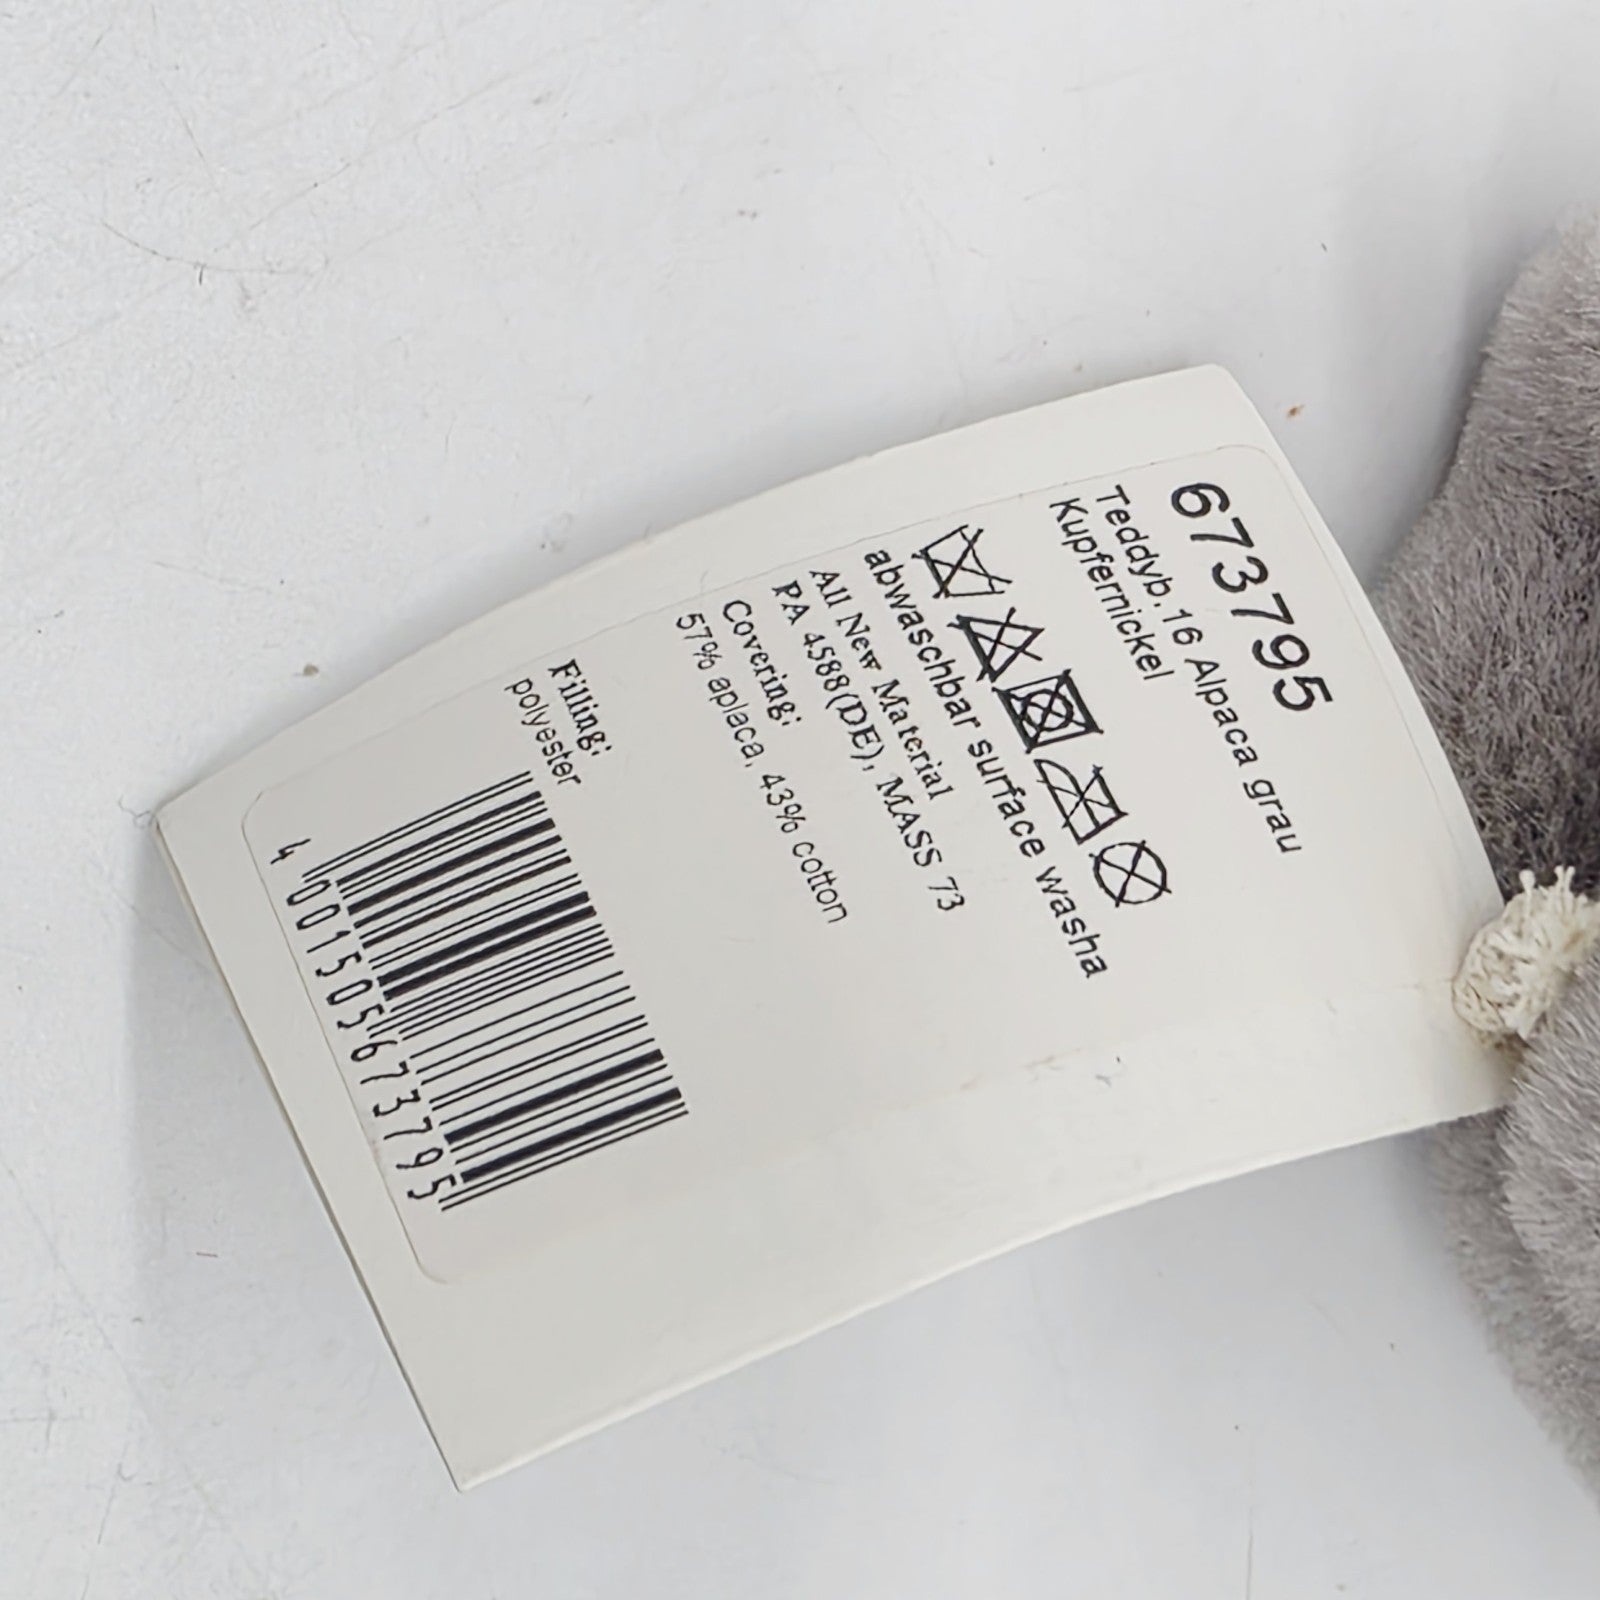 673795
Teddyb.16 Alpaca grau
Kupfernickel
abwaschbar surface washa
All New Material
PA 4588(DE), MASS 73
Covering:
57% aplaca, 43% cotton
Filling:
polyester
4 001505 673795